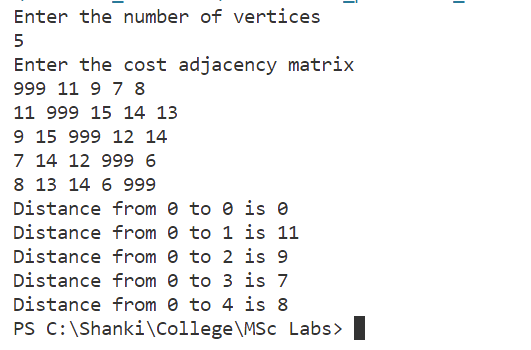 Enter the number of vertices
5
Enter the cost adjacency matrix
999 11 9 7 8
11 999 15 14 13
9 15 999 12 14
7 14 12 999 6
8 13 14 6 999
Distance from 0 to 0 is 0
Distance from 0 to 1 is 11
Distance from 0 to 2 is 9
Distance from 0 to 3 is 7
Distance from 0 to 4 is 8
PS C:\Shanki\College\MSc Labs>